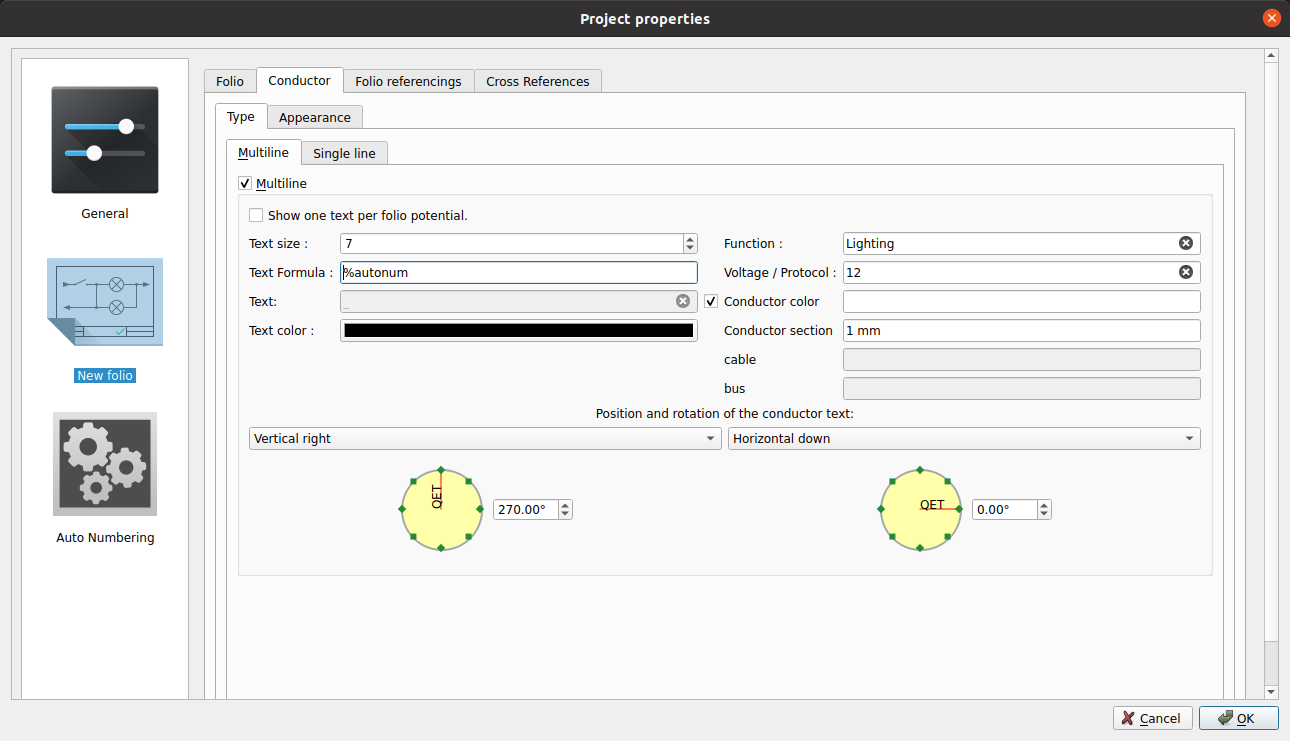 Project properties
General
New folio
Auto Numbering
Folio
Conductor
Folio referencings
Cross References
Type
Appearance
Multiline
Single line
Multiline
Show one text per folio potential.
Text size :
7
Function :
Lighting
Text Formula :
%autonum
Voltage / Protocol :
12
Text:
_
Conductor color
Text color :
Conductor section
1 mm
cable
bus
Position and rotation of the conductor text:
Vertical right
Horizontal down
QET
270.00°
QET
0.00°
Cancel
OK